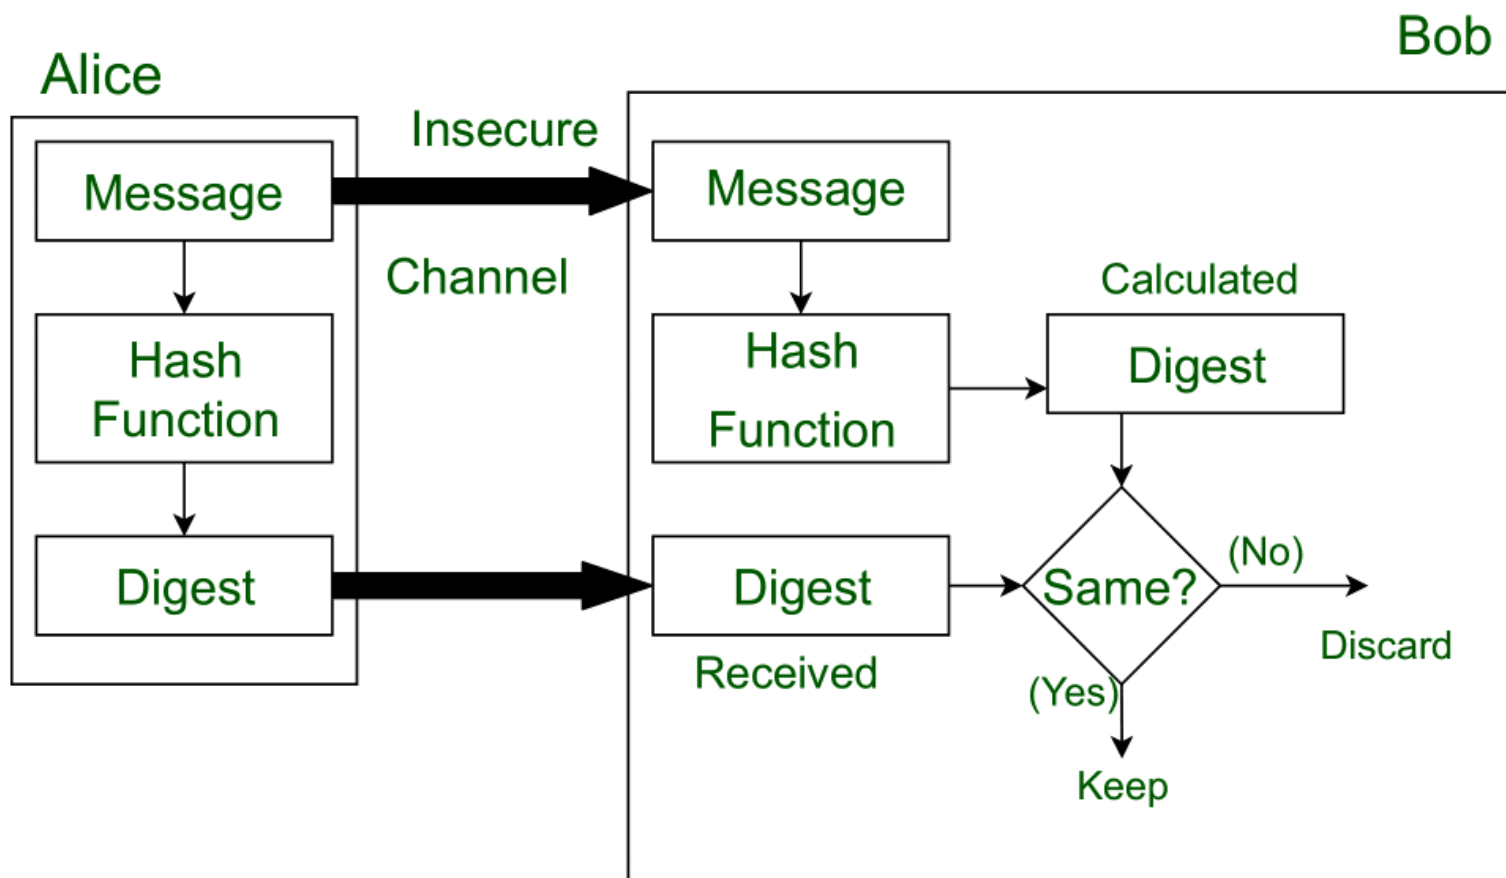 Alice
Bob
Insecure
Channel
Message
Hash
Function
Digest
Message
Hash
Function
Calculated
Digest
Digest
Received
Same?
(No)
Discard
(Yes)
Keep